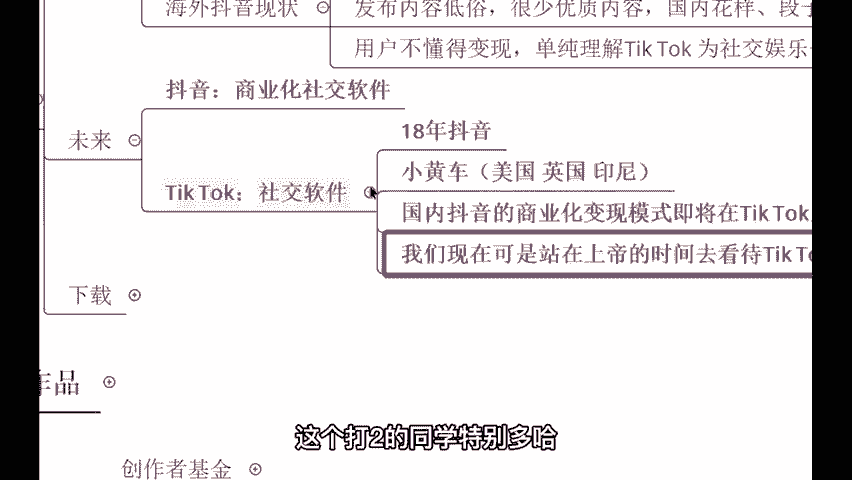 海外抖音现状
发布内容低俗，很少优质内容，国内花样、段子
用户不懂得变现，单纯理解TikTok 为社交娱乐
抖音：商业化社交软件
未来
18年抖音
小黄车（美国 英国 印尼）
TikTok：社交软件
国内抖音的商业化变现模式即将在TikTok
我们现在可是站在上帝的时间去看待TikTo
下载
作品
这个打2的同学特别多哈
创作者基金